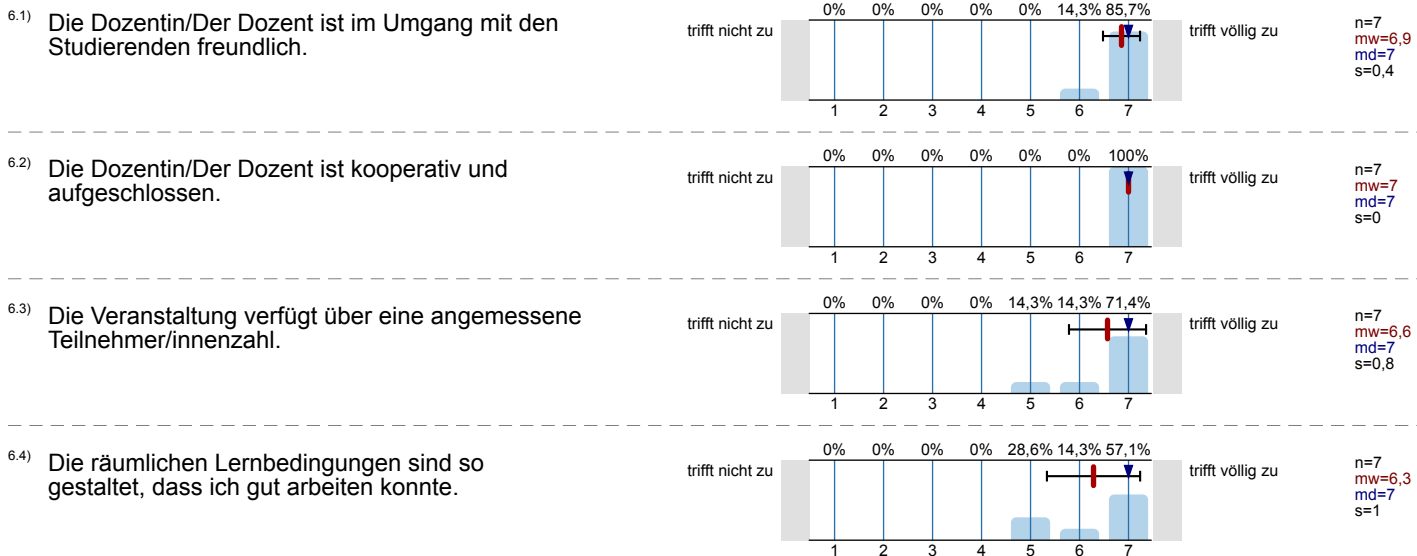 6.1) Die Dozentin/Der Dozent ist im Umgang mit den
Studierenden freundlich.
trifft nicht zu
0% 0% 0% 0% 0% 14,3% 85,7%
1 2 3 4 5 6 7
trifft völlig zu
n=7
mw=6,9
md=7
s=0,4
6.2) Die Dozentin/Der Dozent ist kooperativ und
aufgeschlossen.
trifft nicht zu
0% 0% 0% 0% 0% 0% 100%
1 2 3 4 5 6 7
trifft völlig zu
n=7
mw=7
md=7
s=0
6.3) Die Veranstaltung verfügt über eine angemessene
Teilnehmer/innenzahl.
trifft nicht zu
0% 0% 0% 0% 14,3% 14,3% 71,4%
1 2 3 4 5 6 7
trifft völlig zu
n=7
mw=6,6
md=7
s=0,8
6.4) Die räumlichen Lernbedingungen sind so
gestaltet, dass ich gut arbeiten konnte.
trifft nicht zu
0% 0% 0% 0% 28,6% 14,3% 57,1%
1 2 3 4 5 6 7
trifft völlig zu
n=7
mw=6,3
md=7
s=1